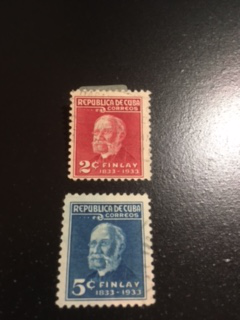 REPUBLICA DE CUBA
CORREOS
2¢ FINLAY
1833-1933
REPUBLICA DE CUBA
CORREOS
5¢ FINLAY
1833-1933